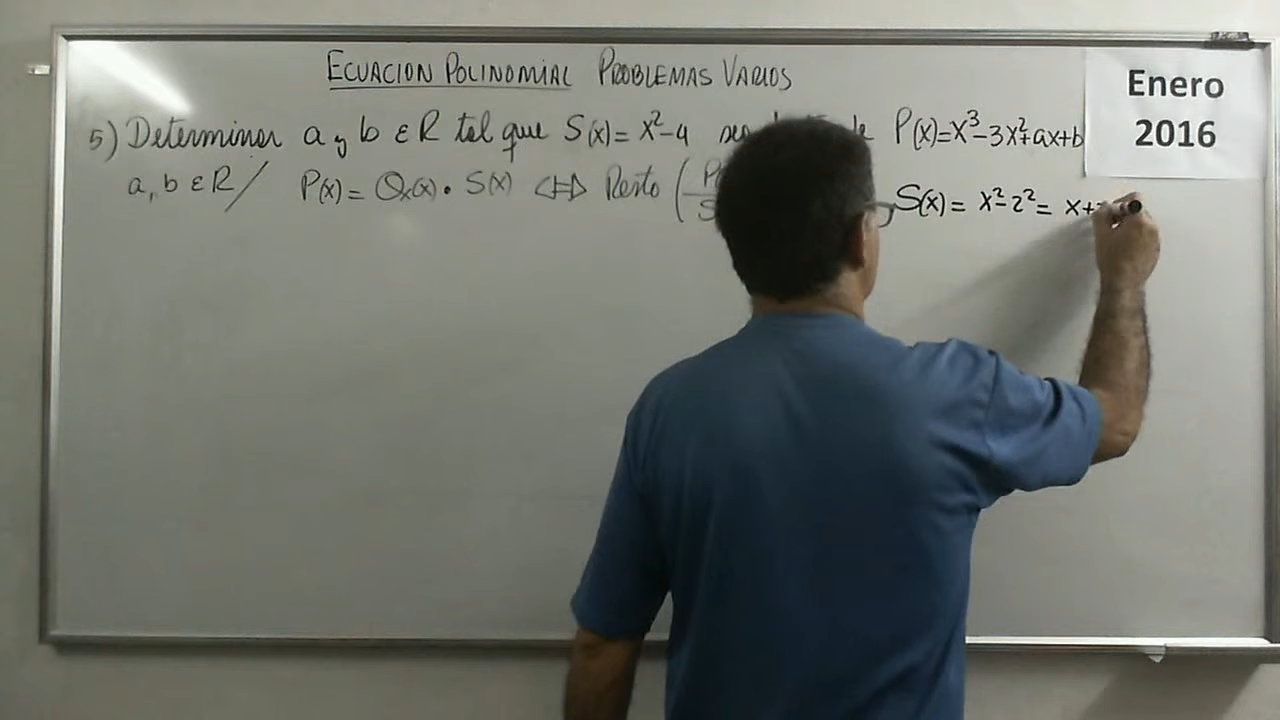 ECUACION POLINOMIAL PROBLEMAS VARIOS
Enero
2016
5) Determinar a y b ∈ R tal que S(x) = x²-4 P(x)=x³-3x²+ax+b
a, b ∈ R / P(x) = Q(x) • S(x) ⇔ Resto ( S(x) = x²-2² = x+